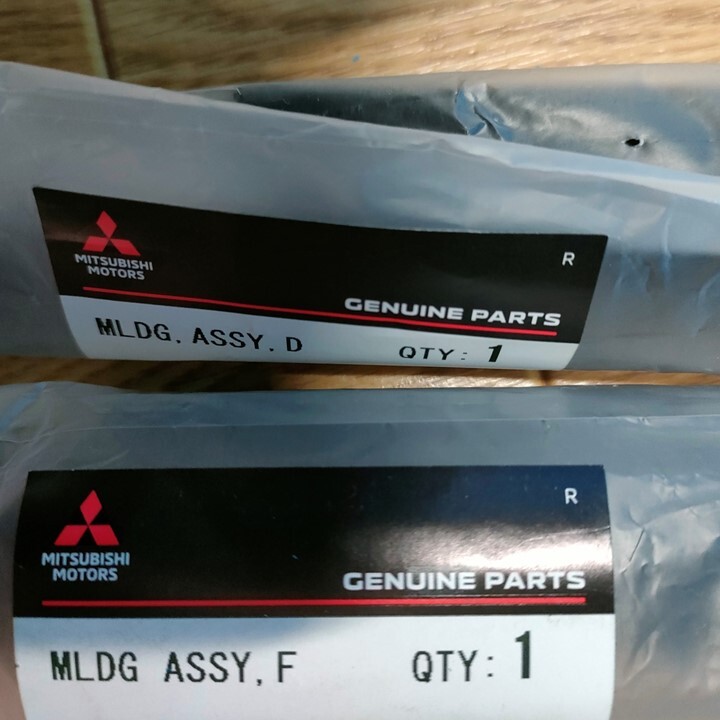 MITSUBISHI
MOTORS
R
GENUINE PARTS
MLDG,ASSY,D QTY: 1
MITSUBISHI
MOTORS
R
GENUINE PARTS
MLDG ASSY,F QTY: 1